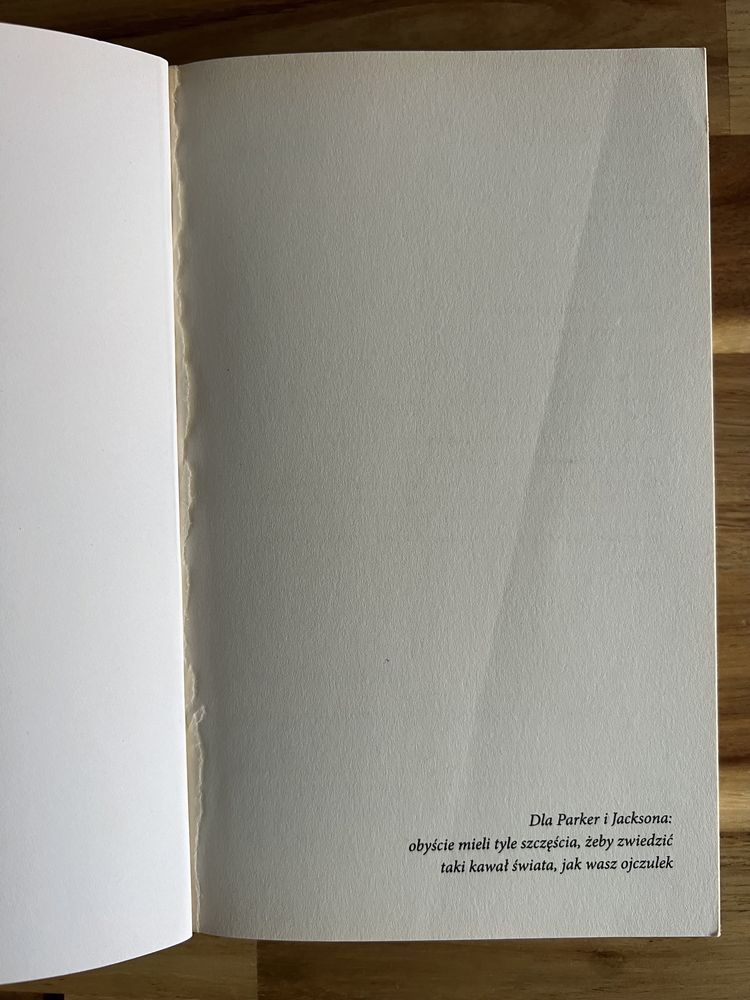 Dla Parker i Jacksona:
obyście mieli tyle szczęścia, żeby zwiedzić
taki kawał świata, jak wasz ojczulek